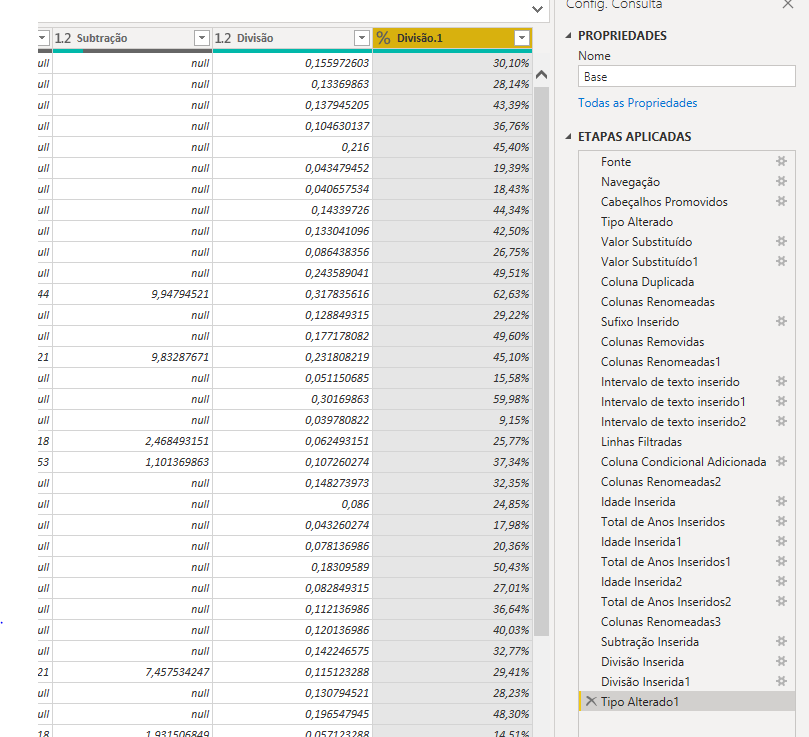 Config. Consulta
1.2 Subtração 1.2 Divisão % Divisão.1
ull null 0,155972603 30,10%
ull null 0,13369863 28,14%
ull null 0,137945205 43,39%
ull null 0,104630137 36,76%
ull null 0,216 45,40%
ull null 0,043479452 19,39%
ull null 0,040657534 18,43%
ull null 0,14339726 44,34%
ull null 0,133041096 42,50%
ull null 0,086438356 26,75%
ull null 0,243589041 49,51%
44 9,94794521 0,317835616 62,63%
ull null 0,128849315 29,22%
ull null 0,177178082 49,60%
21 9,83287671 0,231808219 45,10%
ull null 0,051150685 15,58%
ull null 0,30169863 59,98%
ull null 0,039780822 9,15%
18 2,468493151 0,062493151 25,77%
53 1,101369863 0,107260274 37,34%
ull null 0,148273973 32,35%
ull null 0,086 24,85%
ull null 0,043260274 17,98%
ull null 0,078136986 20,36%
ull null 0,18309589 50,43%
ull null 0,082849315 27,01%
ull null 0,112136986 36,64%
ull null 0,120136986 40,03%
ull null 0,142246575 32,77%
21 7,457534247 0,115123288 29,41%
ull null 0,130794521 28,23%
ull null 0,196547945 48,30%
18 1,931506849 0,057123288 14,51%
PROPRIEDADES
Nome
Base
Todas as Propriedades
ETAPAS APLICADAS
Fonte
Navegação
Cabeçalhos Promovidos
Tipo Alterado
Valor Substituído
Valor Substituído1
Coluna Duplicada
Colunas Renomeadas
Sufixo Inserido
Colunas Removidas
Colunas Renomeadas1
Intervalo de texto inserido
Intervalo de texto inserido1
Intervalo de texto inserido2
Linhas Filtradas
Coluna Condicional Adicionada
Colunas Renomeadas2
Idade Inserida
Total de Anos Inseridos
Idade Inserida1
Total de Anos Inseridos1
Idade Inserida2
Total de Anos Inseridos2
Colunas Renomeadas3
Subtração Inserida
Divisão Inserida
Divisão Inserida1
Tipo Alterado1